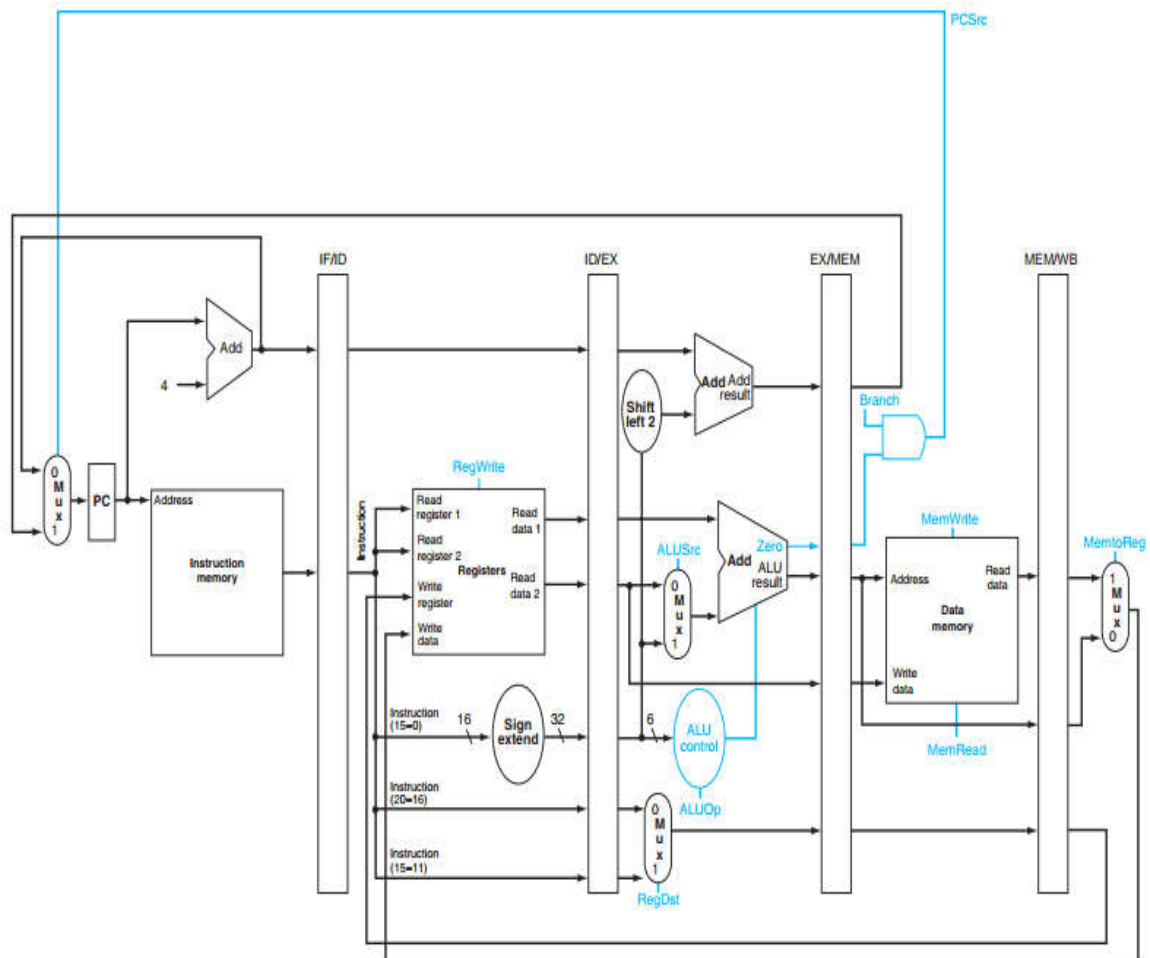 PCSrc
IF/ID
ID/EX
EX/MEM
MEM/WB
Add
4
Shift
left 2
Add Add
result
Branch
0
M
u
x
1
PC
Address
Instruction
memory
Instruction
RegWrite
Read
register 1
Read
register 2
Write
register
Write
data
Registers
Read
data 1
Read
data 2
ALUSrc
0
M
u
x
1
Add
Zero
ALU
result
MemWrite
Address
Read
data
Data
memory
Write
data
MemRead
MemtoReg
1
M
u
x
0
Instruction
(15=0)
16
Sign
extend
32
6
ALU
control
ALUOp
Instruction
(20=16)
Instruction
(15=11)
0
M
u
x
1
RegDst